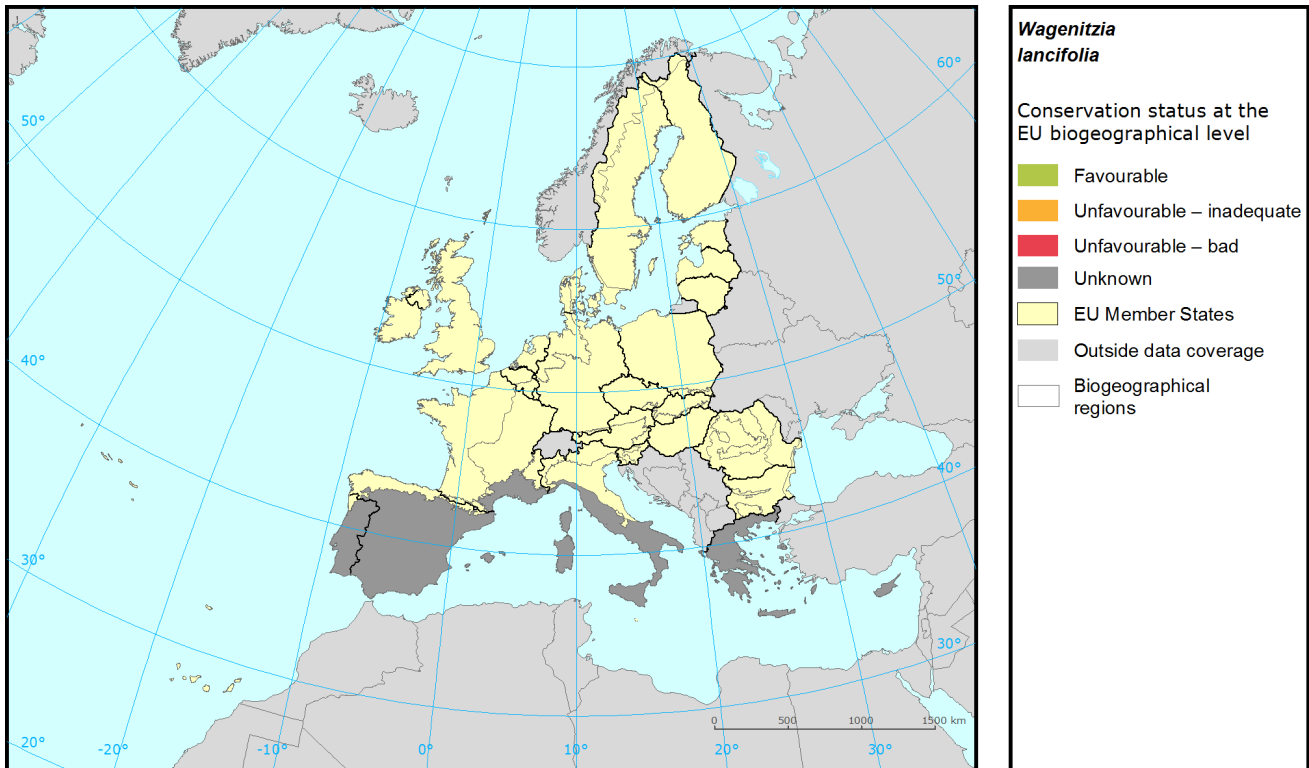 Wagenitzia
lancifolia
Conservation status at the
EU biogeographical level
Favourable
Unfavourable – inadequate
Unfavourable – bad
Unknown
EU Member States
Outside data coverage
Biogeographical
regions
60°
50°
50°
40°
40°
30°
30°
0 500 1000 1500 km
20° -20° -10° 0° 10° 20° 30°